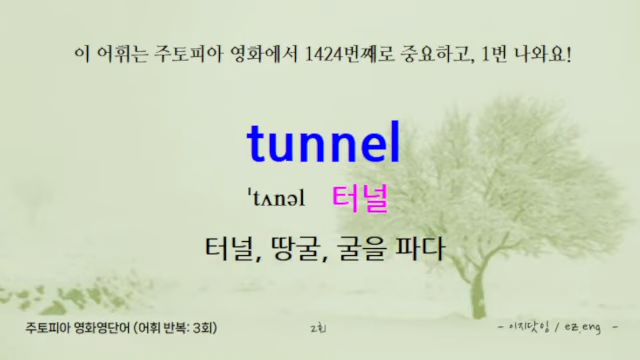 이 어휘는 주토피아 영화에서 1424번째로 중요하고, 1번 나와요!
tunnel
ˈtʌnəl 터널
터널, 땅굴, 굴을 파다
주토피아 영화영단어 (어휘 반복: 3회) 2회 - 이지닷잉 / ez.eng -